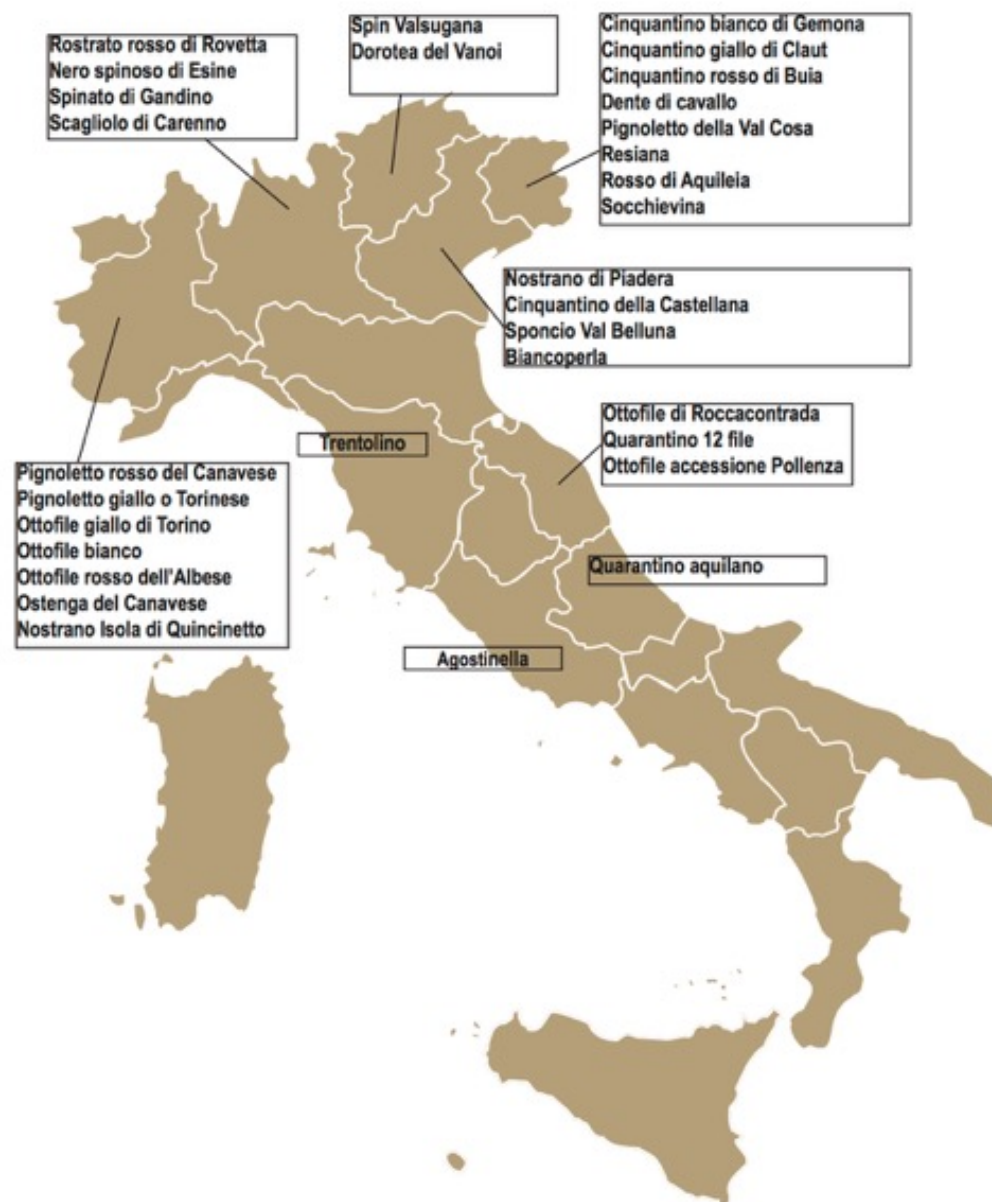 Rostrato rosso di Rovetta
Nero spinoso di Esine
Spinato di Gandino
Scagliolo di Carenno
Spin Valsugana
Dorotea del Vanoi
Cinquantino bianco di Gemona
Cinquantino giallo di Claut
Cinquantino rosso di Buia
Dente di cavallo
Pignoletto della Val Cosa
Resiana
Rosso di Aquileia
Socchievina
Nostrano di Piadera
Cinquantino della Castellana
Sponcio Val Belluna
Biancoperla
Ottofile di Roccacontrada
Quarantino 12 file
Ottofile accessione Pollenza
Trentolino
Pignoletto rosso del Canavese
Pignoletto giallo o Torinese
Ottofile giallo di Torino
Ottofile bianco
Ottofile rosso dell'Albese
Ostenga del Canavese
Nostrano Isola di Quincinetto
Quarantino aquilano
Agostinella